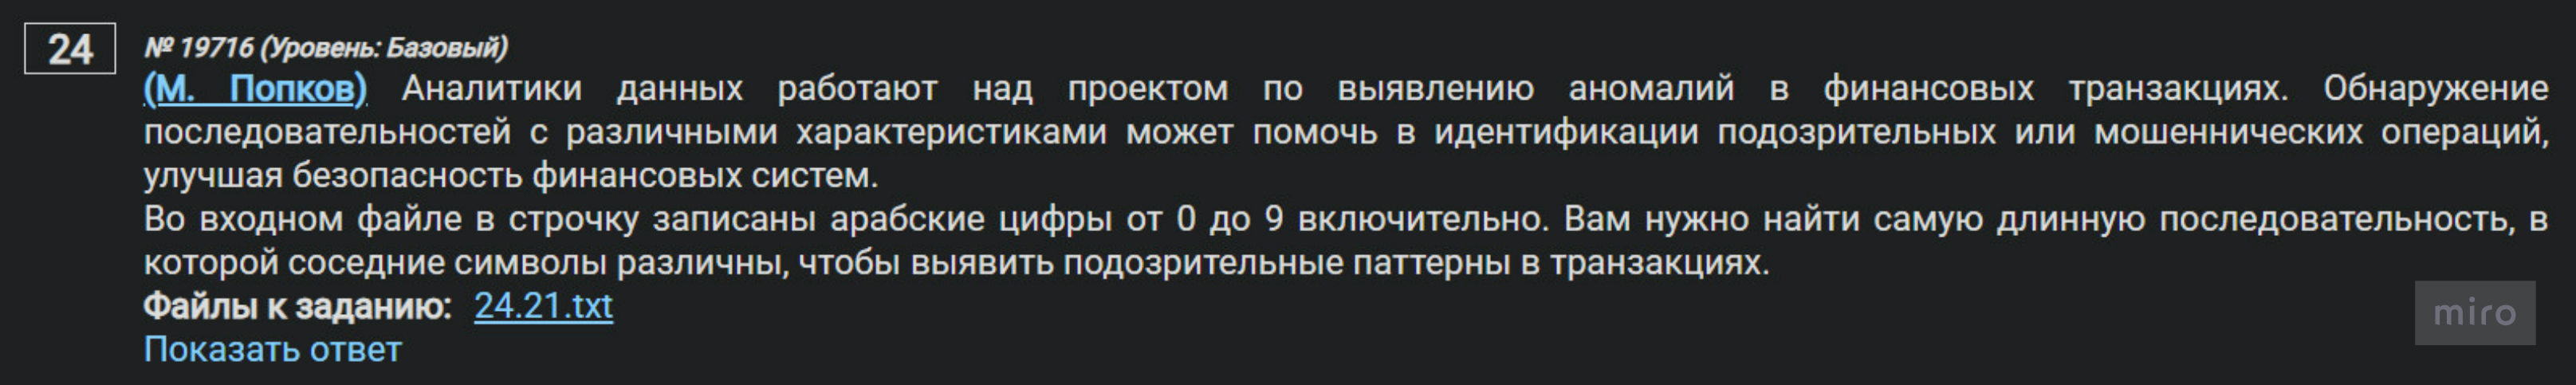 24
№ 19716 (Уровень: Базовый)
(М. Попков) Аналитики данных работают над проектом по выявлению аномалий в финансовых транзакциях. Обнаружение
последовательностей с различными характеристиками может помочь в идентификации подозрительных или мошеннических операций,
улучшая безопасность финансовых систем.
Во входном файле в строчку записаны арабские цифры от 0 до 9 включительно. Вам нужно найти самую длинную последовательность, в
которой соседние символы различны, чтобы выявить подозрительные паттерны в транзакциях.
Файлы к заданию: 24.21.txt
Показать ответ
miro